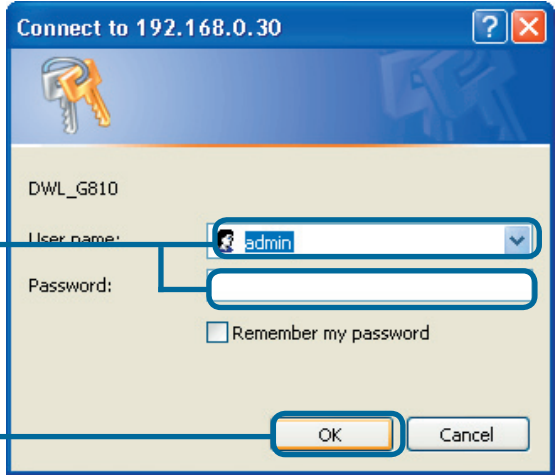 Connect to 192.168.0.30
DWL_G810
User name:
admin
Password:
Remember my password
OK
Cancel